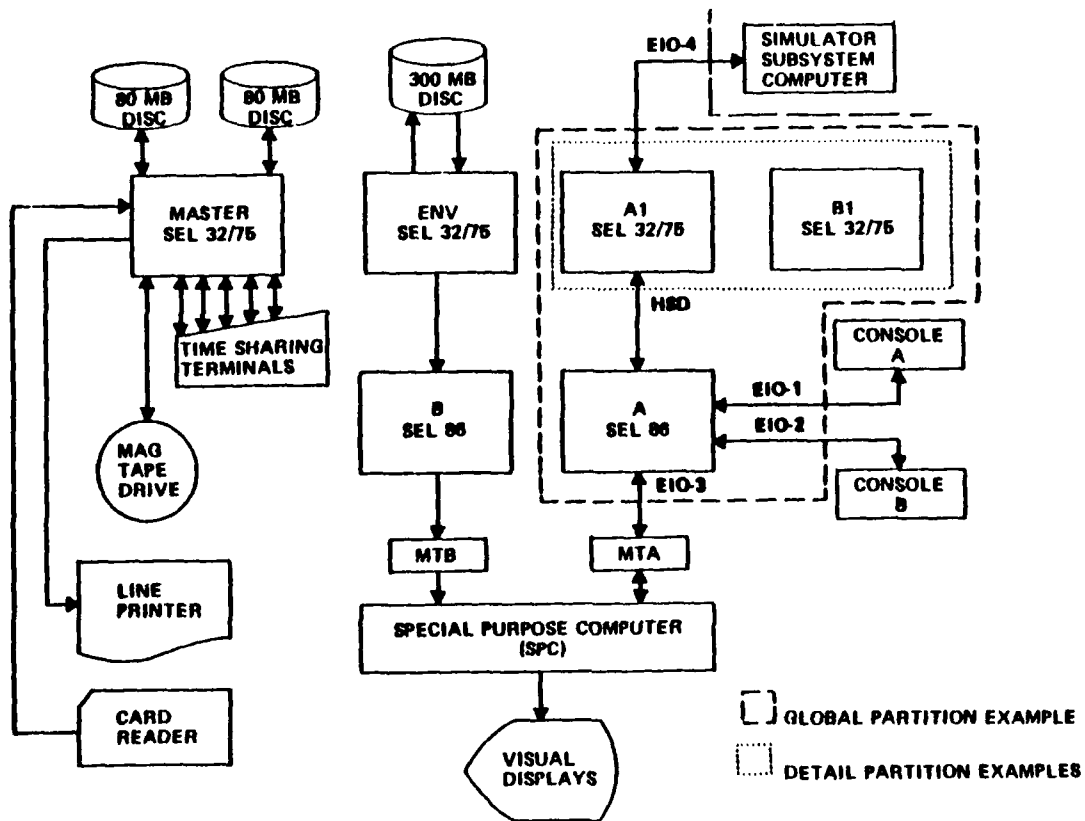 EIO-4
SIMULATOR
SUBSYSTEM
COMPUTER
80 MB
DISC
80 MB
DISC
300 MB
DISC
MASTER
SEL 32/75
ENV
SEL 32/75
A1
SEL 32/75
B1
SEL 32/75
HSD
TIME SHARING
TERMINALS
CONSOLE
A
B
SEL 86
A
SEL 86
EIO-1
EIO-2
EIO-3
CONSOLE
B
MAG
TAPE
DRIVE
MTB
MTA
LINE
PRINTER
SPECIAL PURPOSE COMPUTER
(SPC)
CARD
READER
VISUAL
DISPLAYS
GLOBAL PARTITION EXAMPLE
DETAIL PARTITION EXAMPLES